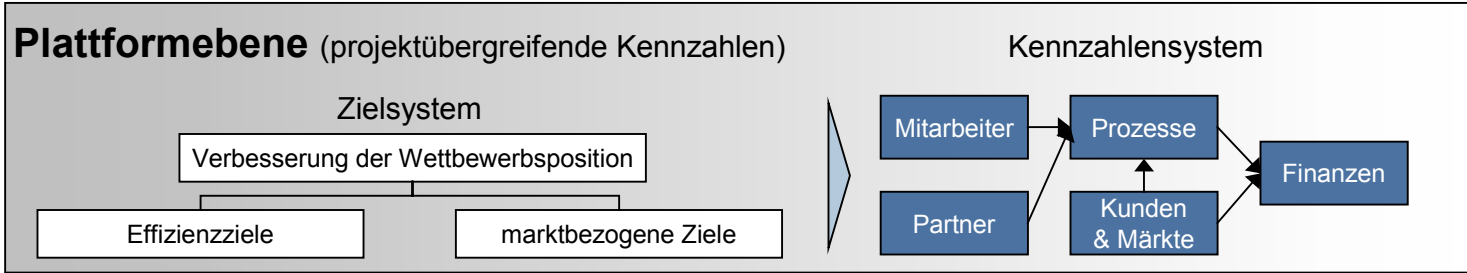 Plattformebene (projektübergreifende Kennzahlen)
Zielsystem
Verbesserung der Wettbewerbsposition
Effizienzziele
marktbezogene Ziele
Kennzahlensystem
Mitarbeiter
Prozesse
Finanzen
Partner
Kunden
& Märkte